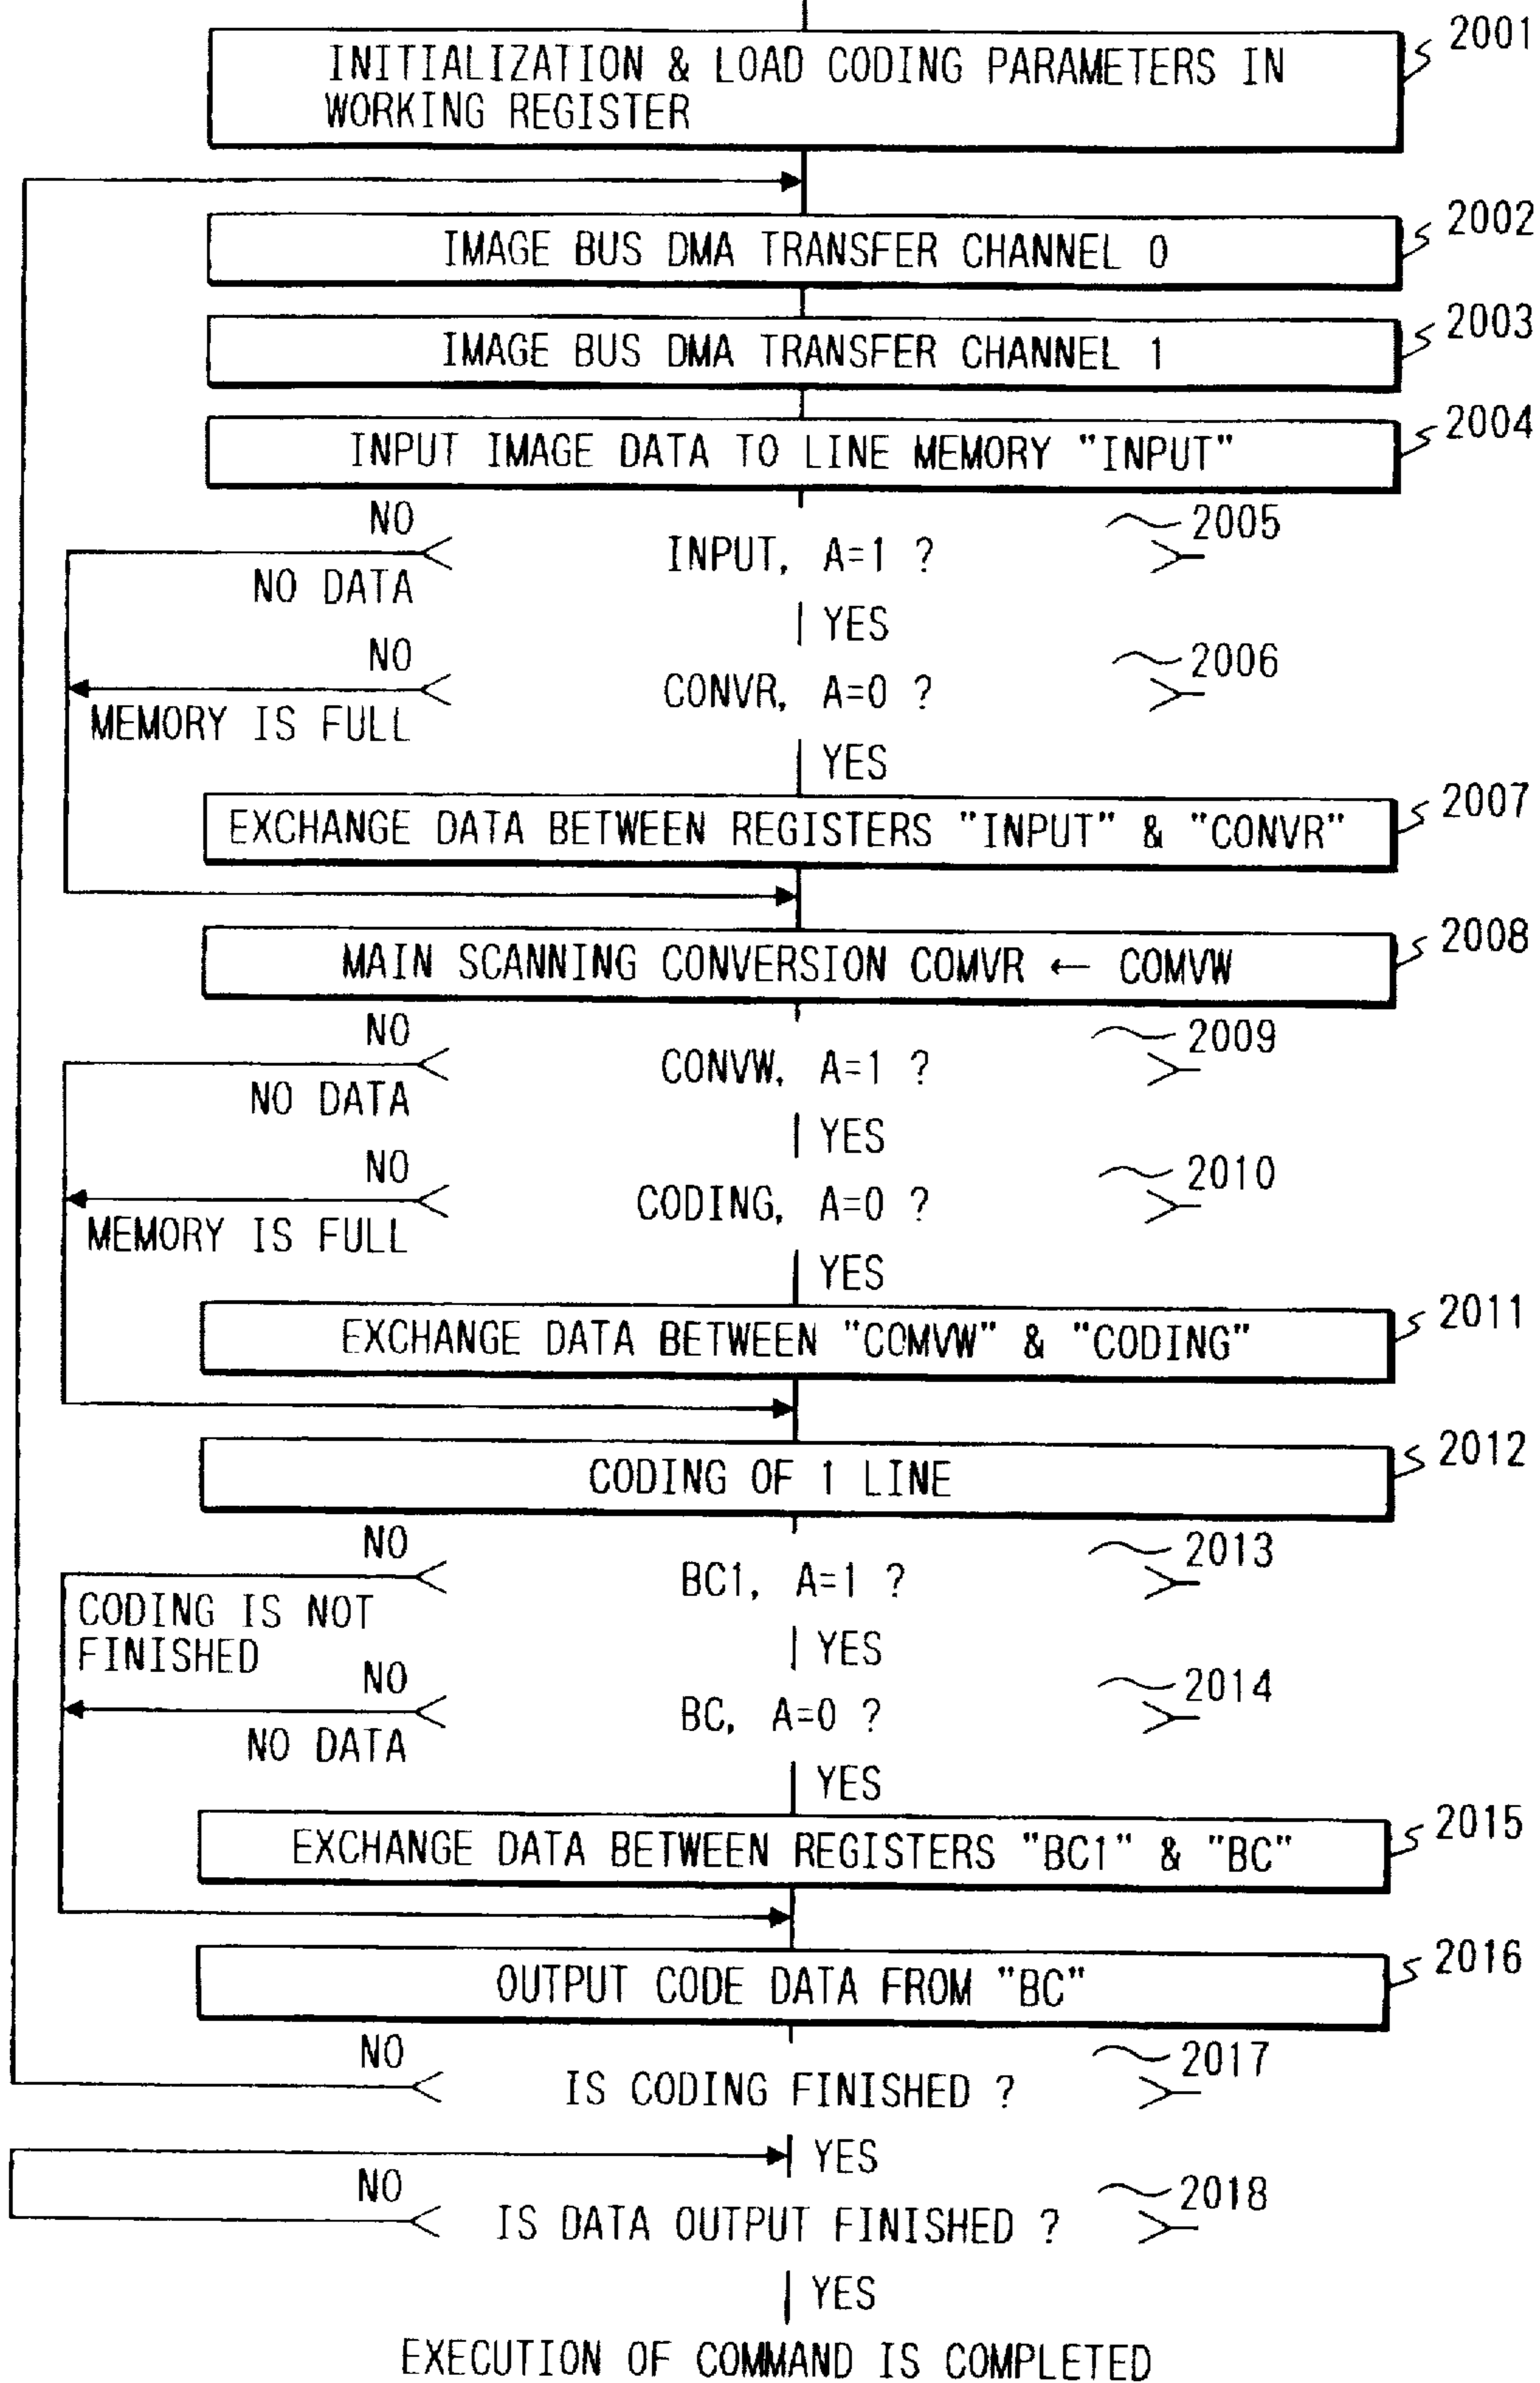 2001
INITIALIZATION & LOAD CODING PARAMETERS IN
WORKING REGISTER
2002
IMAGE BUS DMA TRANSFER CHANNEL 0
2003
IMAGE BUS DMA TRANSFER CHANNEL 1
2004
INPUT IMAGE DATA TO LINE MEMORY "INPUT"
NO
2005
INPUT, A=1 ?
NO DATA
YES
NO
2006
CONVR, A=0 ?
MEMORY IS FULL
YES
2007
EXCHANGE DATA BETWEEN REGISTERS "INPUT" & "CONVR"
2008
MAIN SCANNING CONVERSION COMVR ← COMVW
NO
2009
CONVW, A=1 ?
NO DATA
YES
NO
2010
CODING, A=0 ?
MEMORY IS FULL
YES
2011
EXCHANGE DATA BETWEEN "COMVW" & "CODING"
2012
CODING OF 1 LINE
NO
2013
BC1, A=1 ?
CODING IS NOT
FINISHED
YES
NO
2014
BC, A=0 ?
NO DATA
YES
2015
EXCHANGE DATA BETWEEN REGISTERS "BC1" & "BC"
2016
OUTPUT CODE DATA FROM "BC"
NO
2017
IS CODING FINISHED ?
YES
NO
2018
IS DATA OUTPUT FINISHED ?
YES
EXECUTION OF COMMAND IS COMPLETED